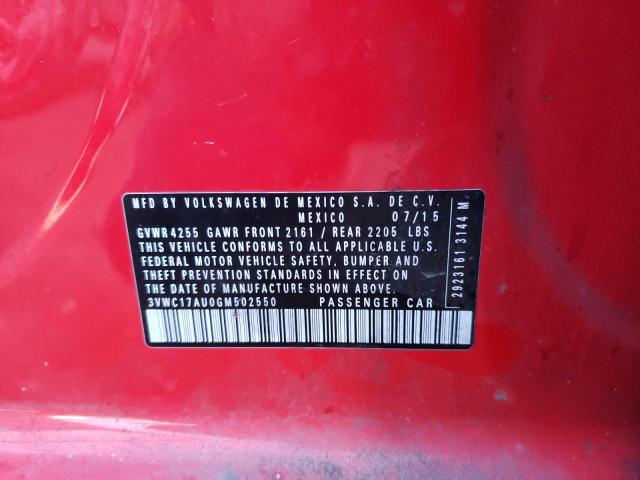 MFD BY VOLKSWAGEN DE MEXICO S.A. DE C.V.
MEXICO 07/15
GVWR4255 GAWR FRONT 2161 / REAR 2205 LBS
THIS VEHICLE CONFORMS TO ALL APPLICABLE U.S.
FEDERAL MOTOR VEHICLE SAFETY, BUMPER AND
THEFT PREVENTION STANDARDS IN EFFECT ON
THE DATE OF MANUFACTURE SHOWN ABOVE.
3VWC17AU0GM502550 PASSENGER CAR
2923161 3144 M